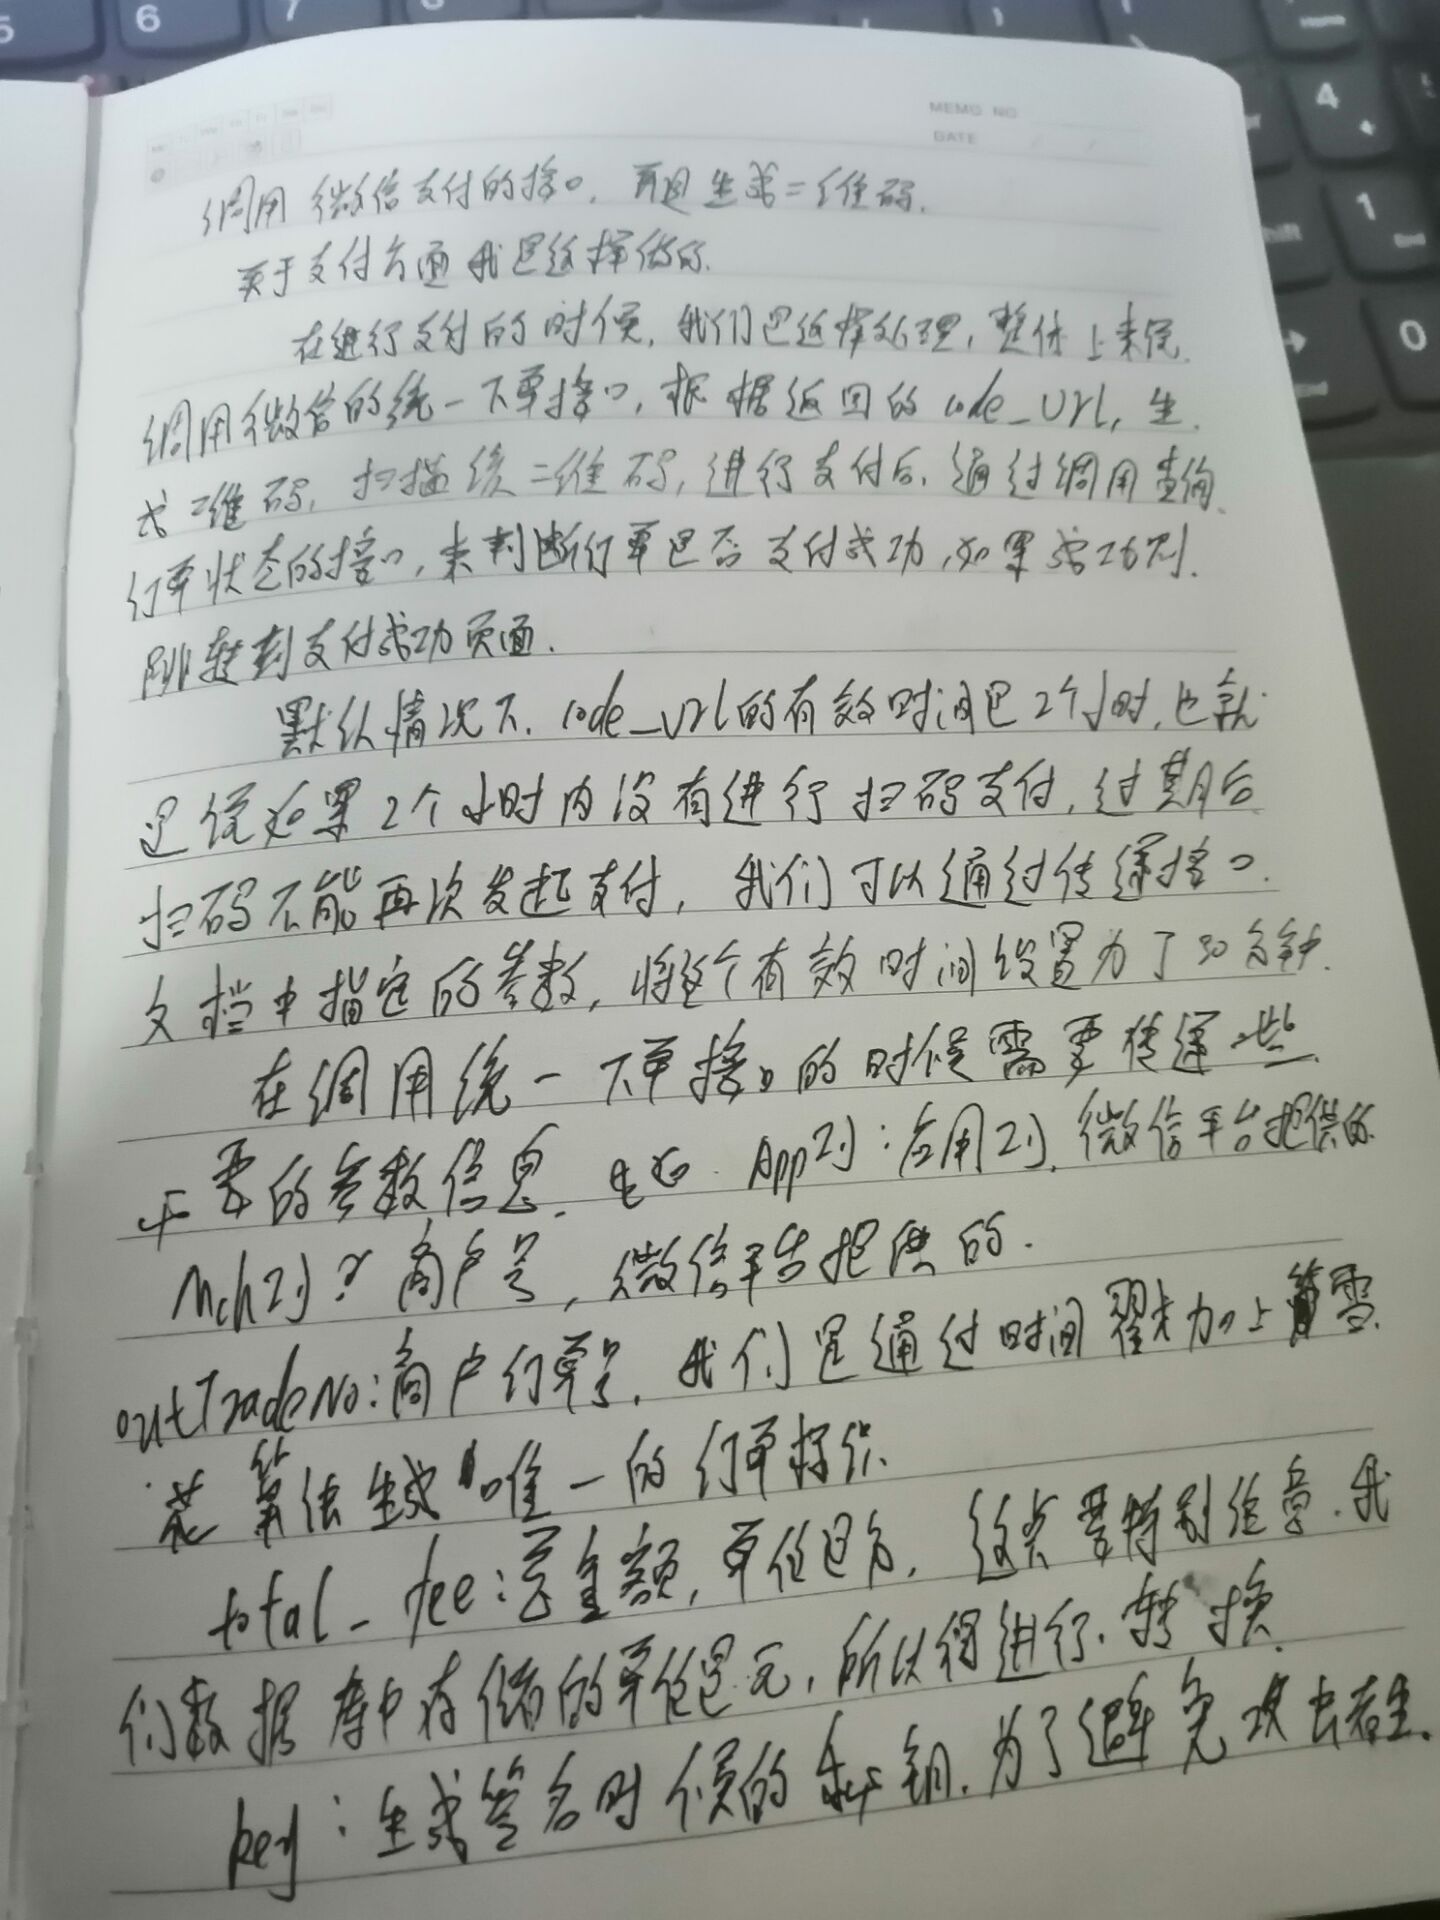 MEMO NO
DATE
调用微信支付的接口，再通生成二维码.
关于支付方面我是这样做的.
在进行支付的时候，我们是这样处理，整体上来说.
调用微信的统一下单接口，根据返回的code_url，生
成二维码，扫描该二维码，进行支付后，通过调用查询
订单状态的接口，来判断订单是否支付成功，如果成功则.
跳转到支付成功页面.
默认情况下，code_url的有效时间是2个小时，也就
是说如果2个小时内没有进行扫码支付，过期后
扫码不能再次发起支付，我们可以通过传递接口.
文档中指定的参数，将这个有效时间设置为了30分钟.
在调用统一下单接口的时候需要传递一些
必要的参数信息，比如.AppID：应用ID，微信平台提供的
MchID：商户号，微信平台提供的.
outTradeNo：商户订单号，我们是通过时间戳加上雪
花算法生成唯一的订单标识.
total_fee：总金额，单位是分，这点要特别注意.我
们数据库中存储的单位是元，所以得进行.转换
key：生成签名时候的秘钥.为了避免攻击者